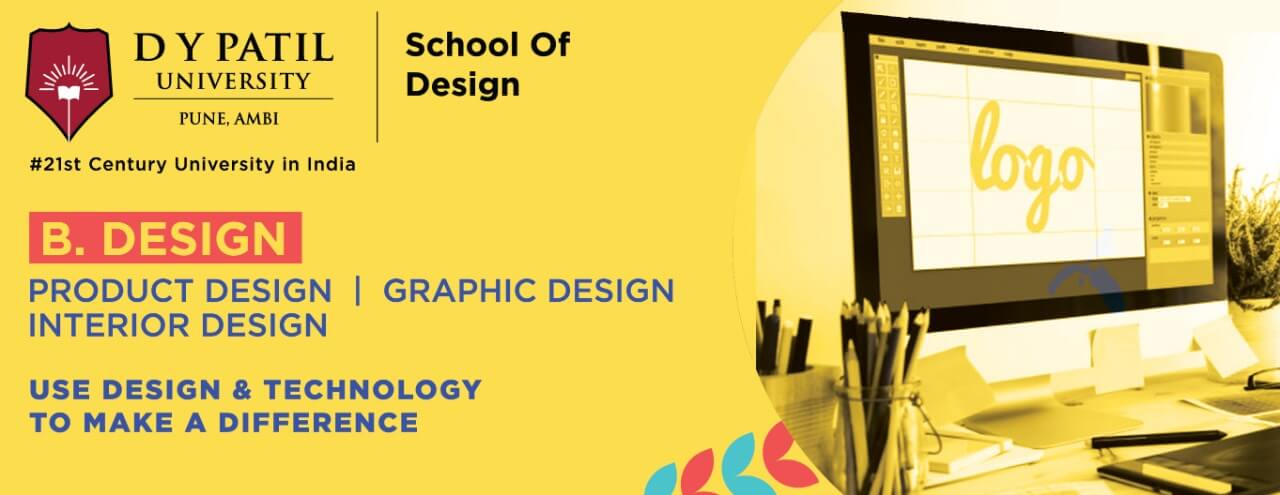 D Y PATIL
UNIVERSITY
PUNE, AMBI
#21st Century University in India
School Of
Design
B. DESIGN
PRODUCT DESIGN | GRAPHIC DESIGN
INTERIOR DESIGN
USE DESIGN & TECHNOLOGY
TO MAKE A DIFFERENCE
logo